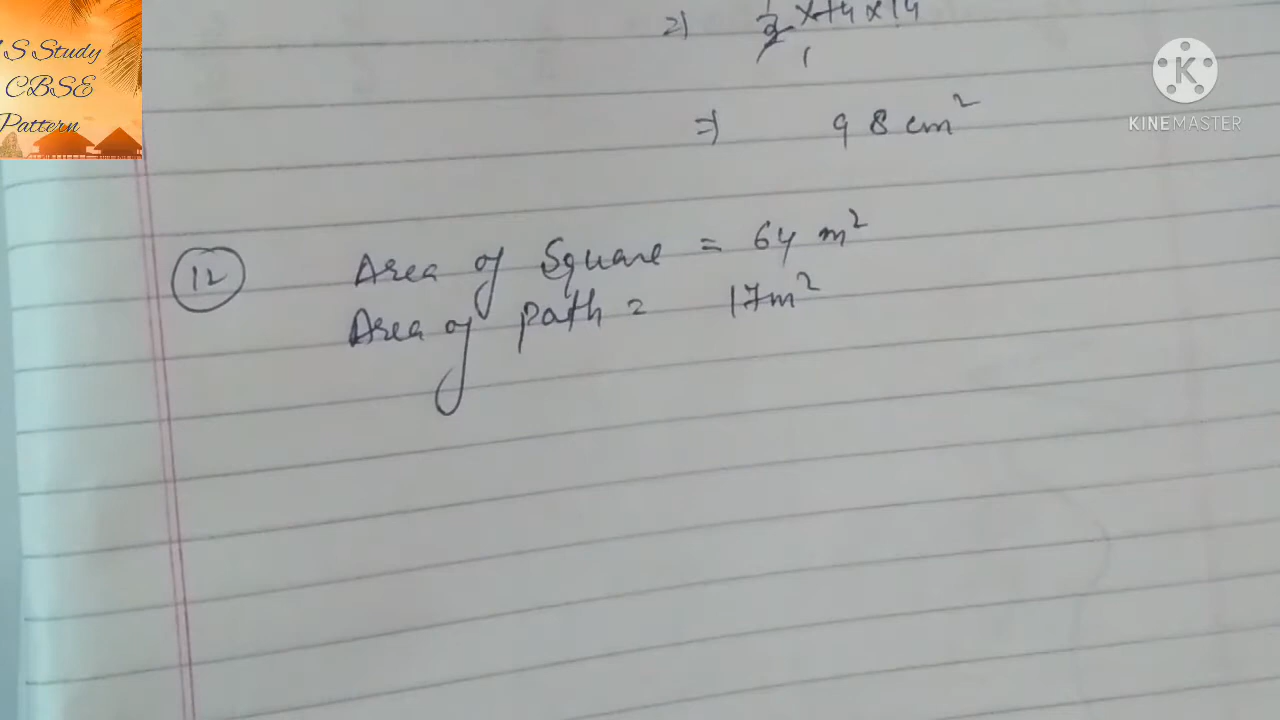 S Study
CBSE
Pattern
KINEMASTER
=) 1/2 x 14 x 14
1
=) 98 cm²
12 Area of Square = 64 m²
Area of path = 17m²